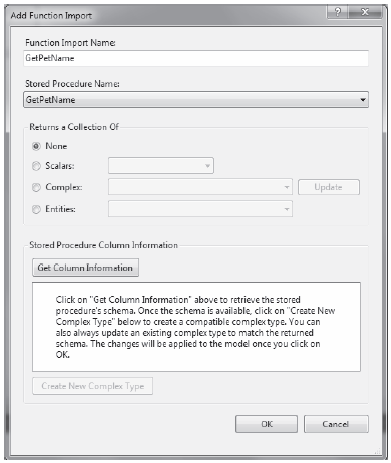 Add Function Import
Function Import Name:
GetPetName
Stored Procedure Name:
GetPetName
Returns a Collection Of
None
Scalars:
Complex:
Update
Entities:
Stored Procedure Column Information
Get Column Information
Click on "Get Column Information" above to retrieve the stored
procedure's schema. Once the schema is available, click on "Create New
Complex Type" below to create a compatible complex type. You can
also always update an existing complex type to match the returned
schema. The changes will be applied to the model once you click on
OK.
Create New Complex Type
OK
Cancel